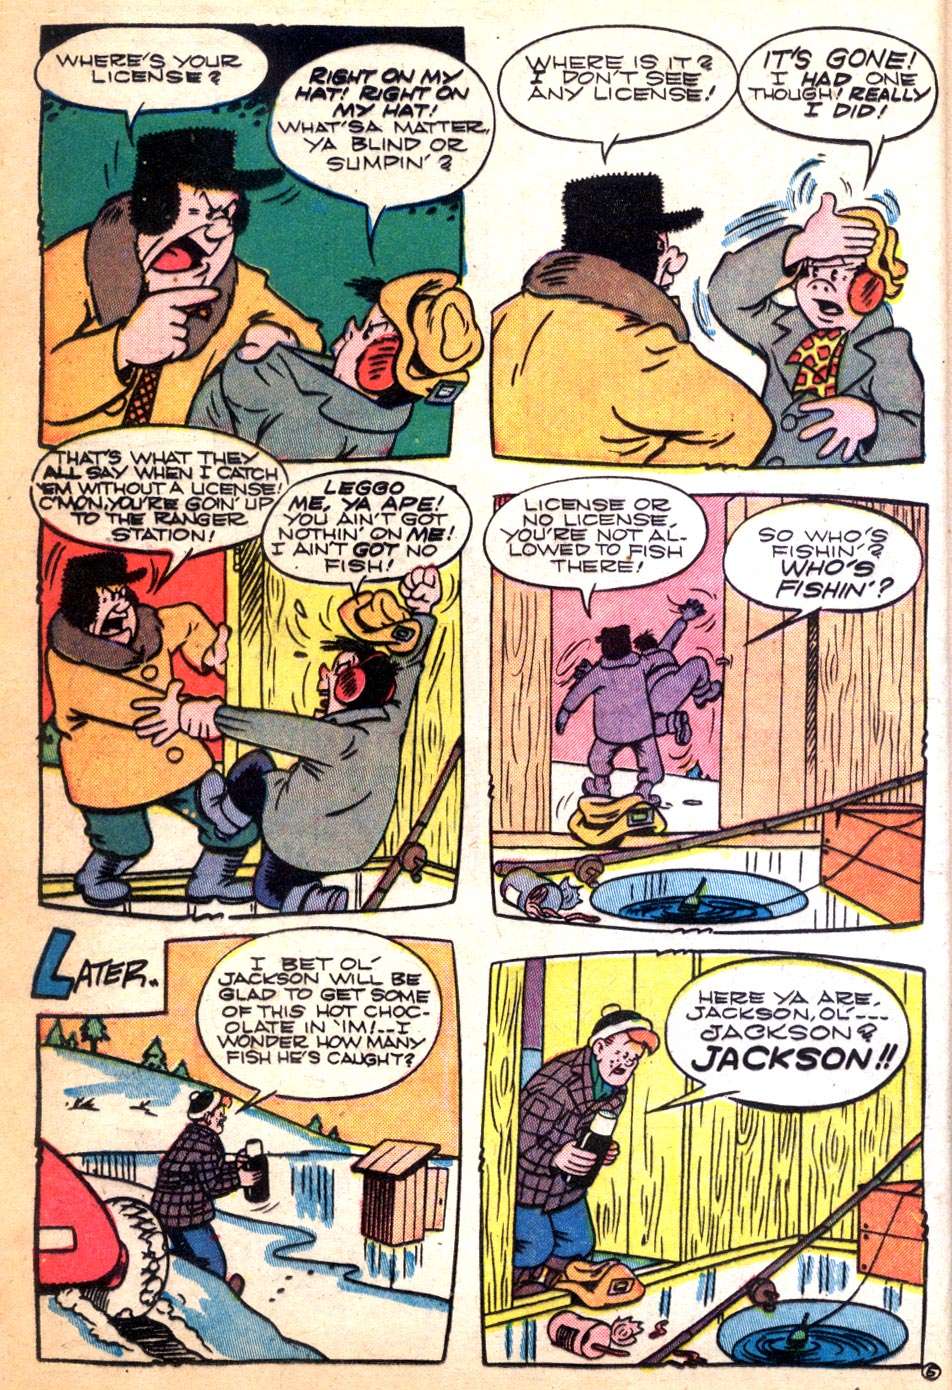 WHERE'S YOUR
LICENSE?
RIGHT ON MY
HAT! RIGHT ON
MY HAT!
WHAT'SA MATTER,
YA BLIND OR
SUMPIN'?
WHERE IS IT?
I DON'T SEE
ANY LICENSE!
IT'S GONE!
I HAD ONE
THOUGH! REALLY
I DID!
THAT'S WHAT THEY
ALL SAY WHEN I CATCH
'EM WITHOUT A LICENSE!
C'MON, YOU'RE GOIN' UP
TO THE RANGER
STATION!
LEGGO
ME, YA APE!
YOU AIN'T GOT
NOTHIN' ON ME!
I AIN'T GOT NO
FISH!
LICENSE OR
NO LICENSE,
YOU'RE NOT AL-
LOWED TO FISH
THERE!
SO WHO'S
FISHIN'?
WHO'S
FISHIN'?
LATER..
I BET OL'
JACKSON WILL BE
GLAD TO GET SOME
OF THIS HOT CHOC-
OLATE IN 'IM!--I
WONDER HOW MANY
FISH HE'S CAUGHT?
HERE YA ARE,
JACKSON, OL'---
JACKSON?
JACKSON!!
6